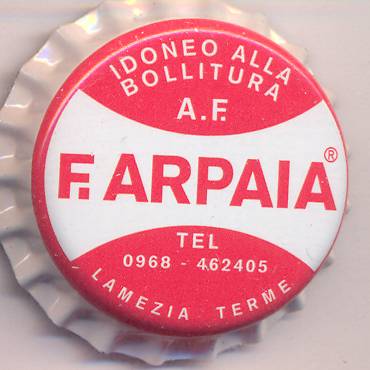 IDONEO ALLA
BOLLITURA
A.F.
F. ARPAIA®
TEL
0968 - 462405
LAMEZIA TERME